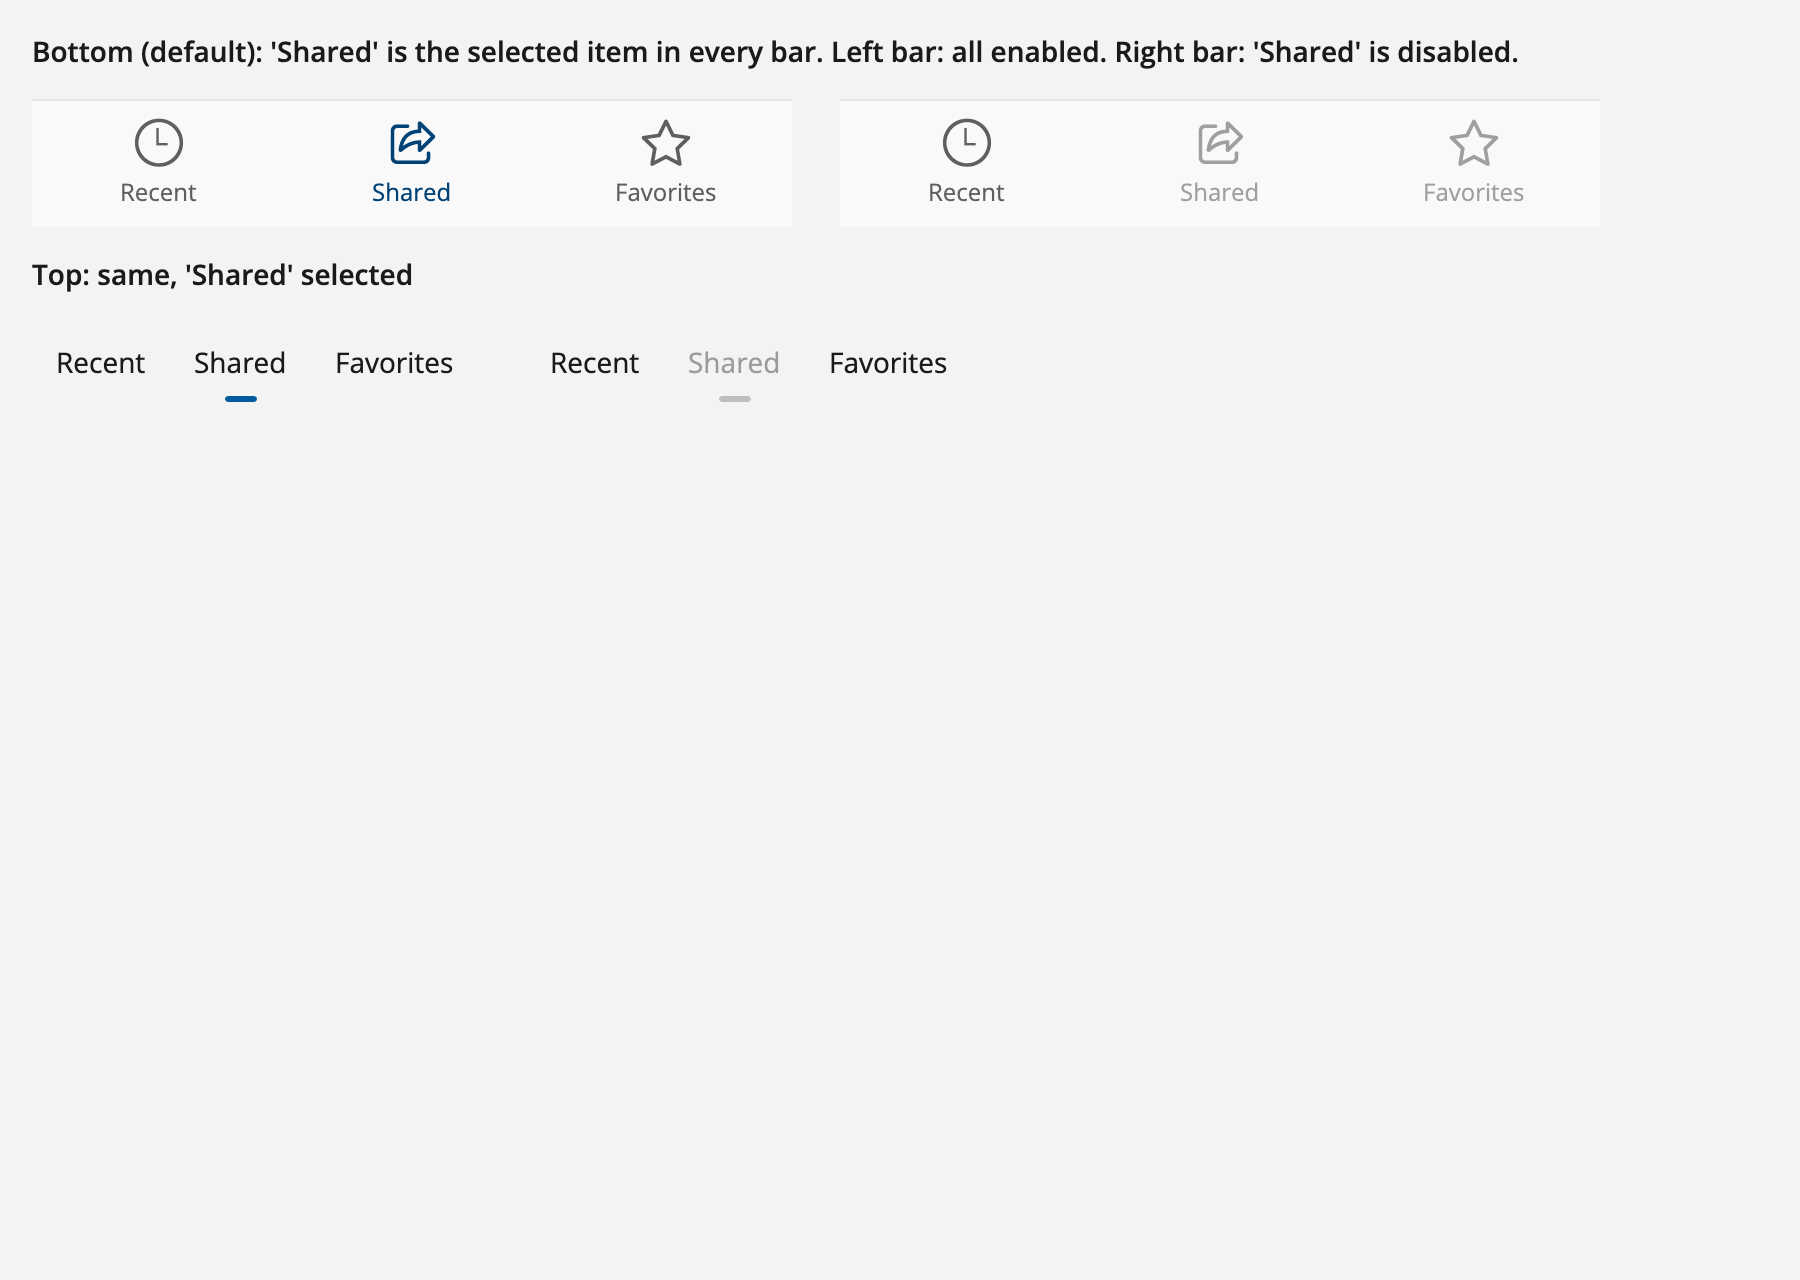 Bottom (default): 'Shared' is the selected item in every bar. Left bar: all enabled. Right bar: 'Shared' is disabled.
Recent Shared Favorites Recent Shared Favorites
Top: same, 'Shared' selected
Recent Shared Favorites Recent Shared Favorites